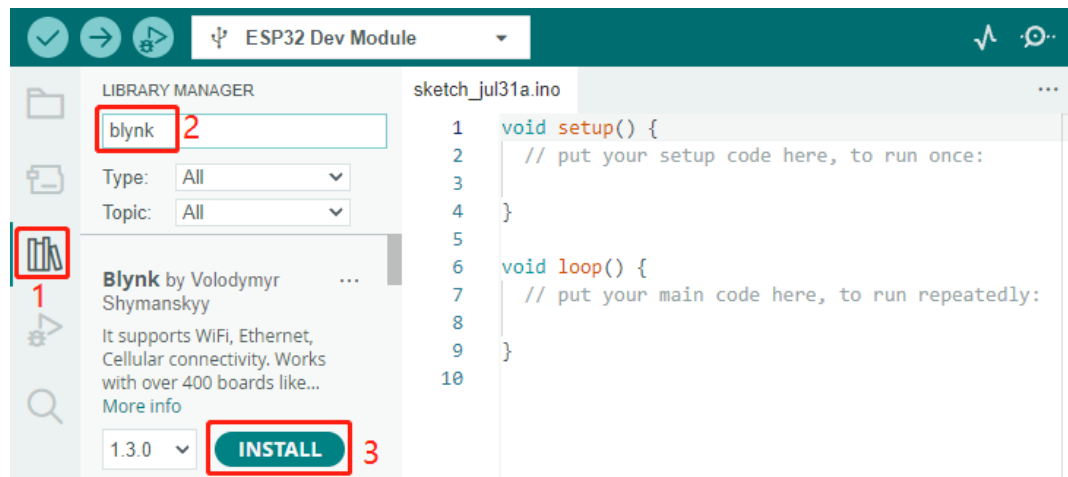 ESP32 Dev Module
LIBRARY MANAGER
blynk
2
Type: All
Topic: All
1
Blynk by Volodymyr
Shymanskyy
It supports WiFi, Ethernet,
Cellular connectivity. Works
with over 400 boards like...
More info
1.3.0
INSTALL
3
sketch_jul31a.ino
1 void setup() {
2 // put your setup code here, to run once:
3
4 }
5
6 void loop() {
7 // put your main code here, to run repeatedly:
8
9 }
10